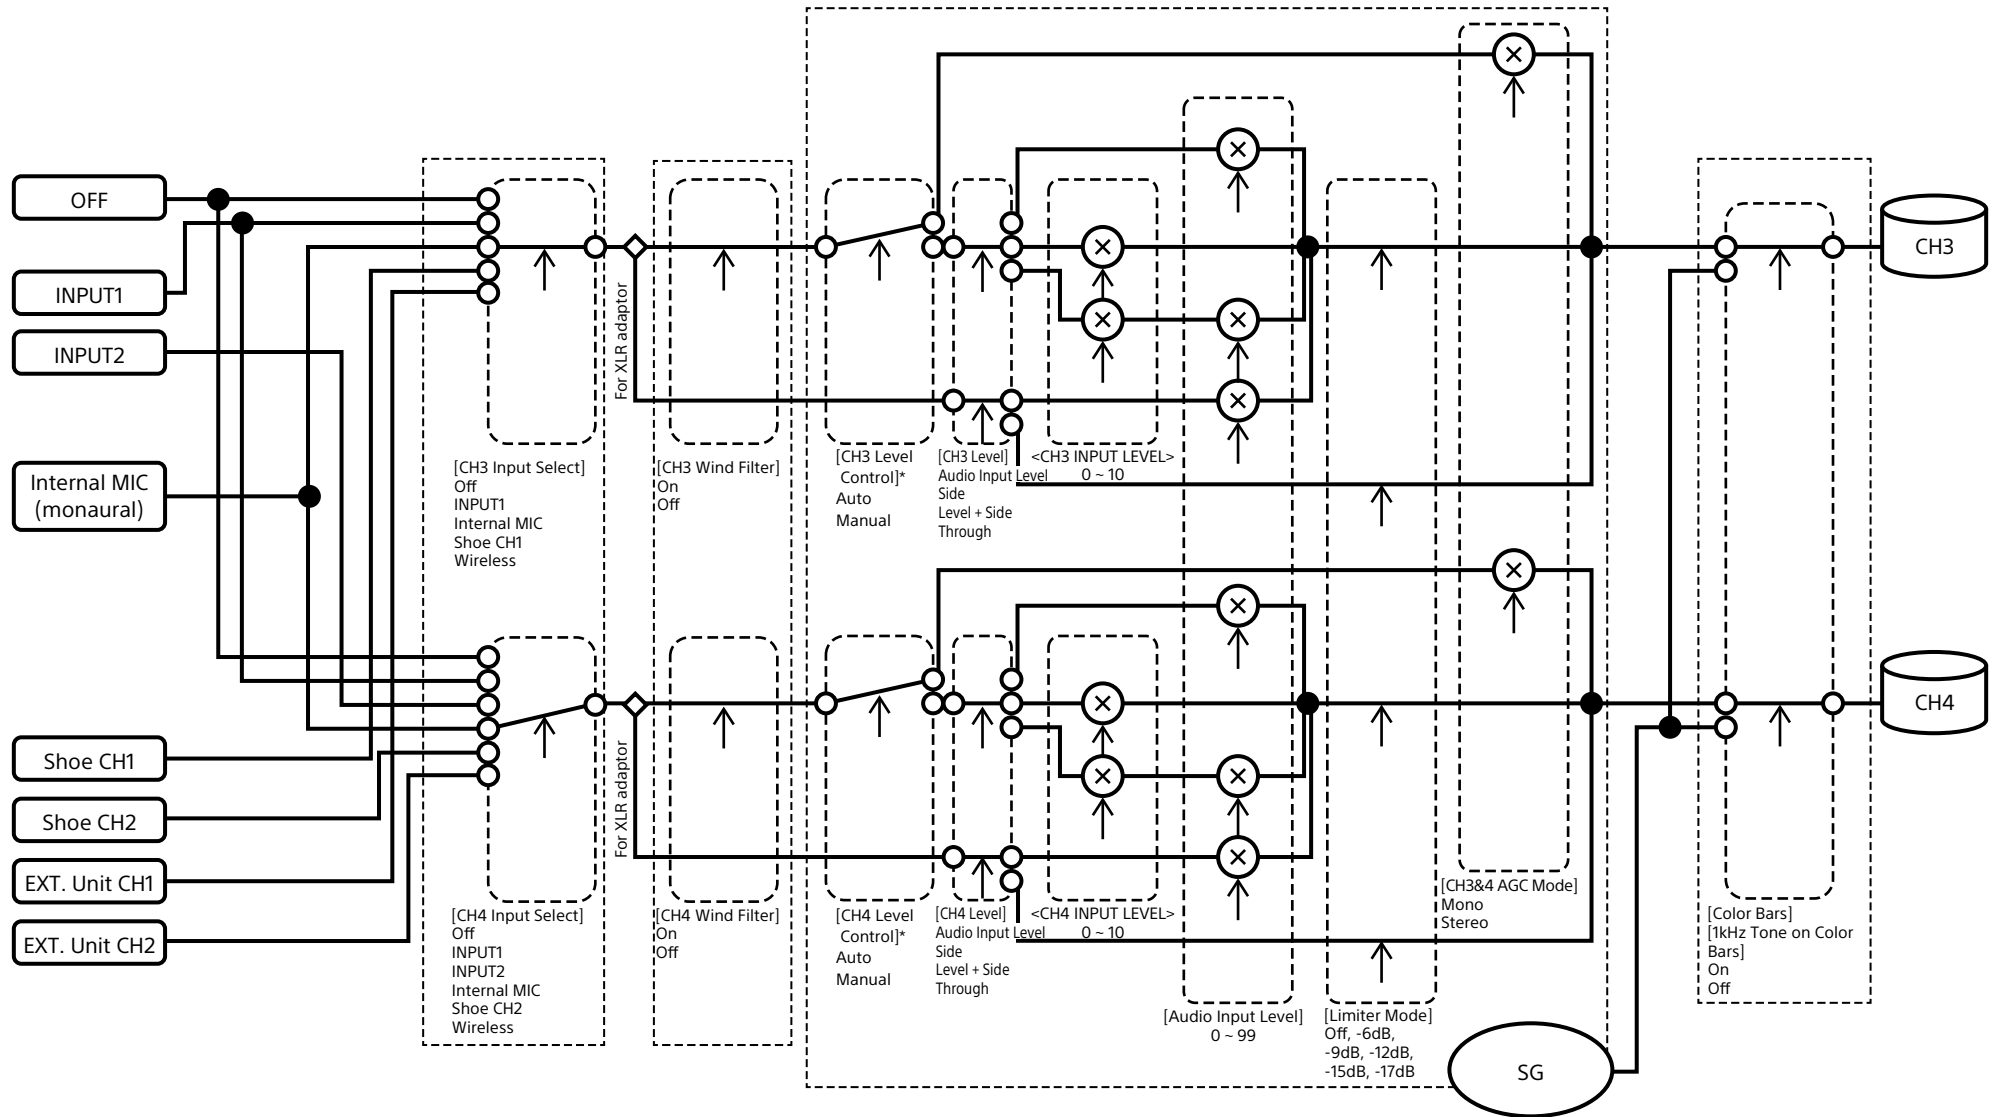 OFF
INPUT1
INPUT2
Internal MIC
(monaural)
Shoe CH1
Shoe CH2
EXT. Unit CH1
EXT. Unit CH2
[CH3 Input Select]
Off
INPUT1
Internal MIC
Shoe CH1
Wireless
For XLR adaptor
[CH3 Wind Filter]
On
Off
[CH3 Level
Control]*
Auto
Manual
[CH3 Level]
Audio Input Level
Side
Level + Side
Through
<CH3 INPUT LEVEL>
0 ~ 10
CH3
[CH4 Input Select]
Off
INPUT1
INPUT2
Internal MIC
Shoe CH2
Wireless
For XLR adaptor
[CH4 Wind Filter]
On
Off
[CH4 Level
Control]*
Auto
Manual
[CH4 Level]
Audio Input Level
Side
Level + Side
Through
<CH4 INPUT LEVEL>
0 ~ 10
[Audio Input Level]
0 ~ 99
[Limiter Mode]
Off, -6dB,
-9dB, -12dB,
-15dB, -17dB
[CH3&4 AGC Mode]
Mono
Stereo
SG
[Color Bars]
[1kHz Tone on Color
Bars]
On
Off
CH4